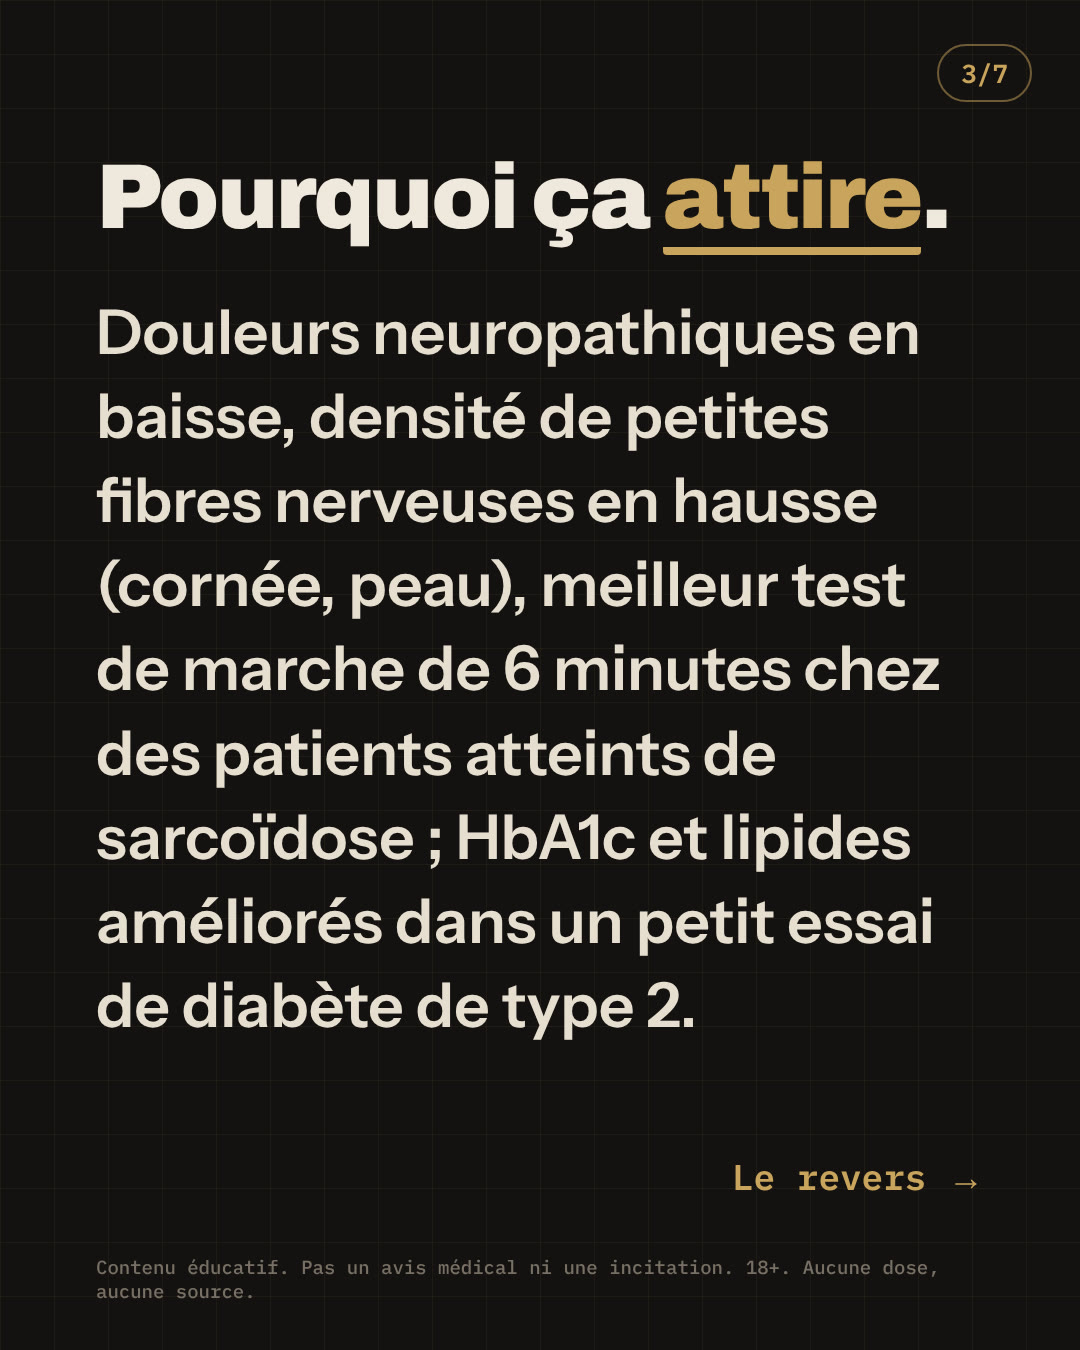 3/7
Pourquoi ça attire.
Douleurs neuropathiques en
baisse, densité de petites
fibres nerveuses en hausse
(cornée, peau), meilleur test
de marche de 6 minutes chez
des patients atteints de
sarcoïdose ; HbA1c et lipides
améliorés dans un petit essai
de diabète de type 2.
Le revers →
Contenu éducatif. Pas un avis médical ni une incitation. 18+. Aucune dose,
aucune source.